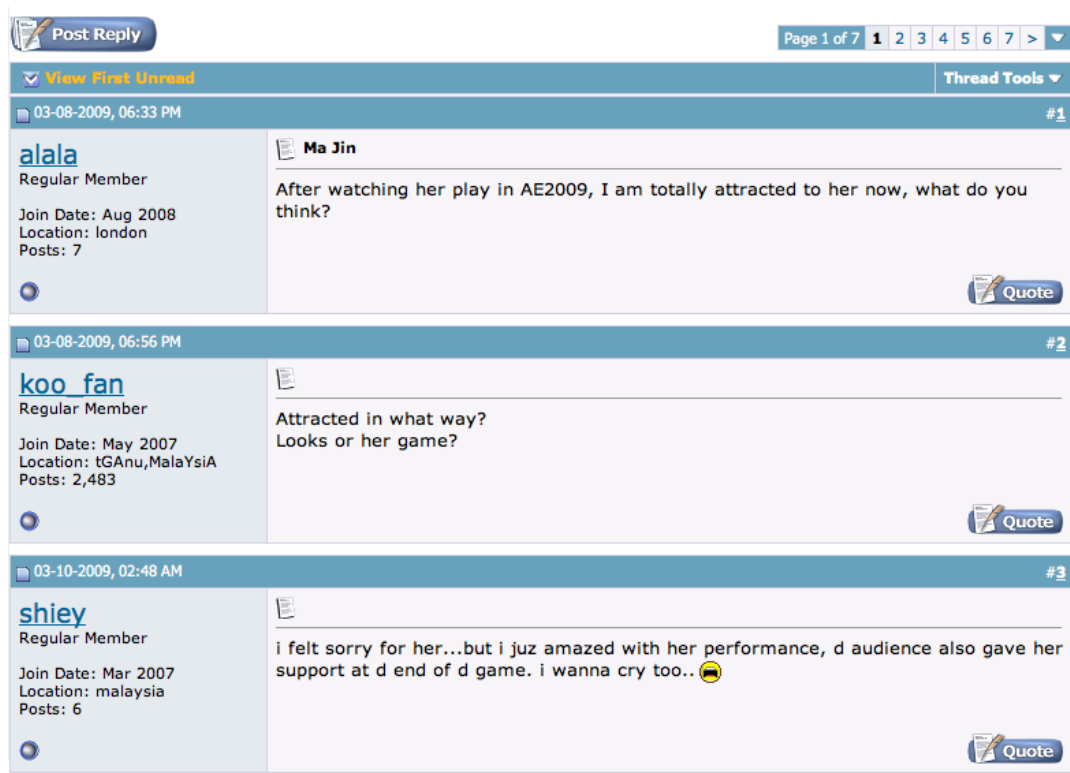 Post Reply
Page 1 of 7 1 2 3 4 5 6 7 >
View First Unread Thread Tools
03-08-2009, 06:33 PM #1
alala
Regular Member
Join Date: Aug 2008
Location: london
Posts: 7
Ma Jin
After watching her play in AE2009, I am totally attracted to her now, what do you
think?
Quote
03-08-2009, 06:56 PM #2
koo_fan
Regular Member
Join Date: May 2007
Location: tGAnu,MalaYsiA
Posts: 2,483
Attracted in what way?
Looks or her game?
Quote
03-10-2009, 02:48 AM #3
shiey
Regular Member
Join Date: Mar 2007
Location: malaysia
Posts: 6
i felt sorry for her...but i juz amazed with her performance, d audience also gave her
support at d end of d game. i wanna cry too..
Quote